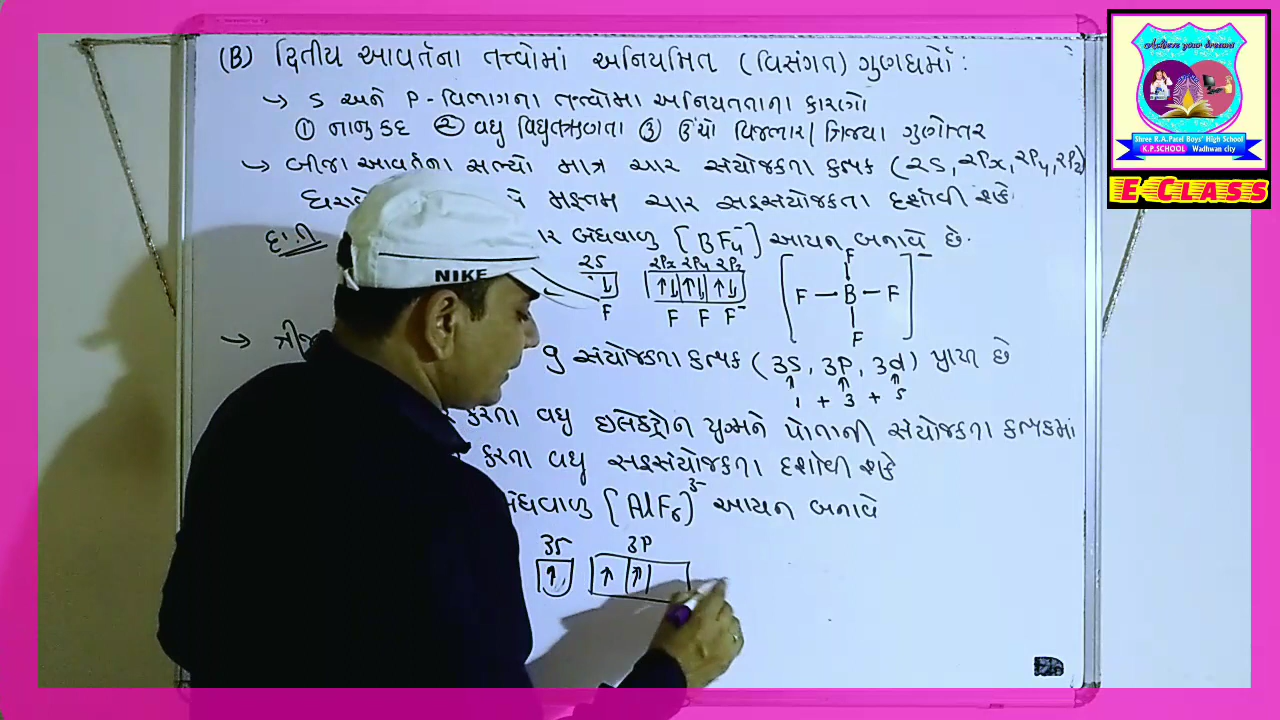 (B) દ્વિતીય આવર્તના તત્ત્વોમાં અનિયમિત (વિસંગત) ગુણધર્મો :
→ S અને P - વિભાગના તત્ત્વોમા અનિયતતાના કારણો
① નાનુ કદ ② વધુ વિદ્યુતઋણતા ③ ઉંચો વિજભાર/ત્રિજ્યા ગુણોત્તર
→ બીજા આવર્તના સભ્યો માત્ર ચાર સંયોજકતા કક્ષક (2S, 2Px, 2Py, 2Pz)
મહત્તમ ચાર સહસંયોજકતા દર્શાવી શકે.
દા.ત. બંધવાળુ [BF4-] આયન બનાવે છે.
2S 2Px 2Py 2Pz
↑↓ ↑↓ ↑↓
F F F F-
F
F — B — F
F
→ 9 સંયોજકતા કક્ષક (3S, 3P, 3d) પ્રાપ્ય છે
1 + 3 + 5
કરતા વધુ ઇલેક્ટ્રોન યુગ્મને પોતાની સંયોજકતા કક્ષકમાં
કરતા વધુ સહસંયોજકતા દર્શાવી શકે
બંધવાળુ [AlF6]3- આયન બનાવે
3S 3P
↑ ↑ ↑
NIKE
Achieve your dreams
Shree R.A.Patel Boys' High School
K.P.SCHOOL Wadhwan city
E-CLASS